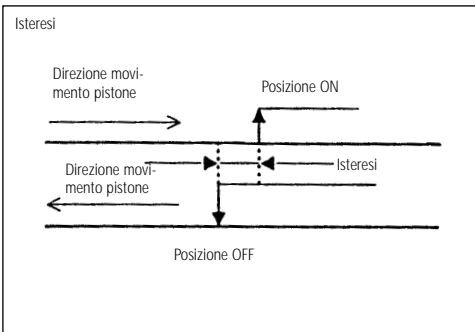 Isteresi
Direzione movi-
mento pistone
Posizione ON
Direzione movi-
mento pistone
Isteresi
Posizione OFF